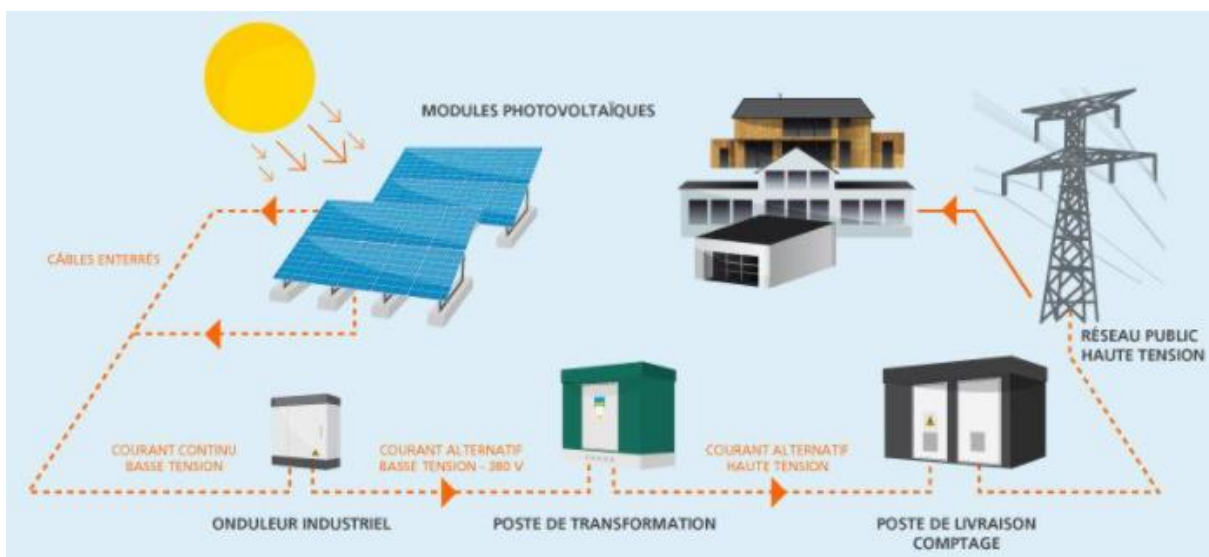 MODULES PHOTOVOLTAÏQUES
CÂBLES ENTERRÉS
RÉSEAU PUBLIC
HAUTE TENSION
COURANT CONTINU
BASSE TENSION
COURANT ALTERNATIF
BASSE TENSION - 380 V
COURANT ALTERNATIF
HAUTE TENSION
ONDULEUR INDUSTRIEL
POSTE DE TRANSFORMATION
POSTE DE LIVRAISON
COMPTAGE